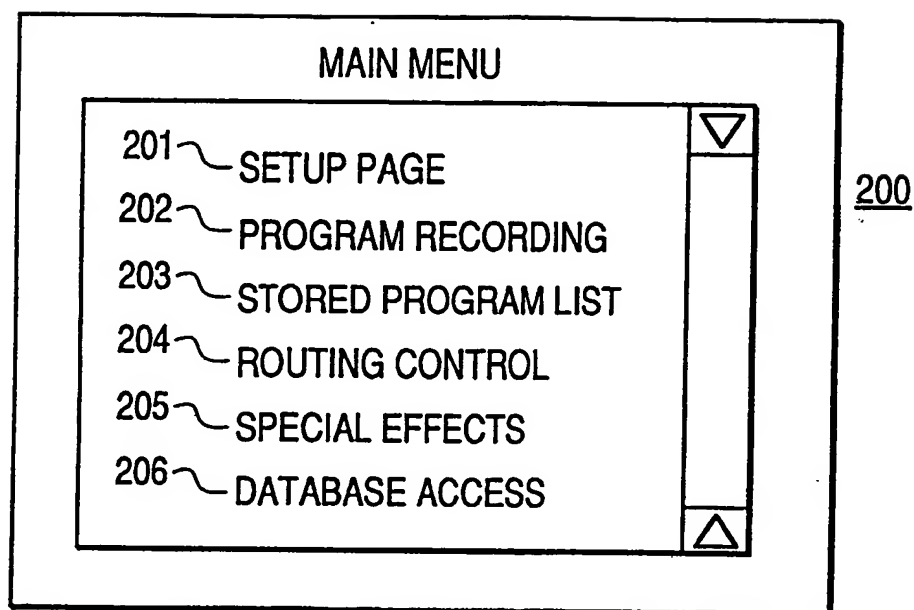 MAIN MENU
201 SETUP PAGE
200
202 PROGRAM RECORDING
203 STORED PROGRAM LIST
204 ROUTING CONTROL
205 SPECIAL EFFECTS
206 DATABASE ACCESS